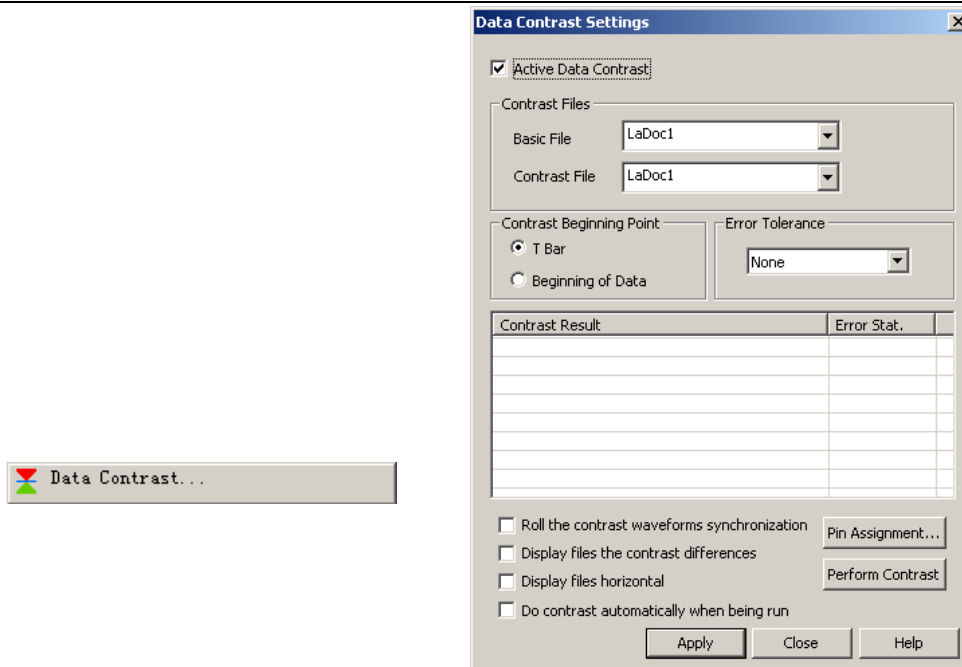 Data Contrast Settings
Active Data Contrast
Contrast Files
Basic File LaDoc1
Contrast File LaDoc1
Contrast Beginning Point
T Bar
Beginning of Data
Error Tolerance
None
Contrast Result Error Stat.
Data Contrast...
Roll the contrast waveforms synchronization
Display files the contrast differences
Display files horizontal
Do contrast automatically when being run
Pin Assignment...
Perform Contrast
Apply Close Help